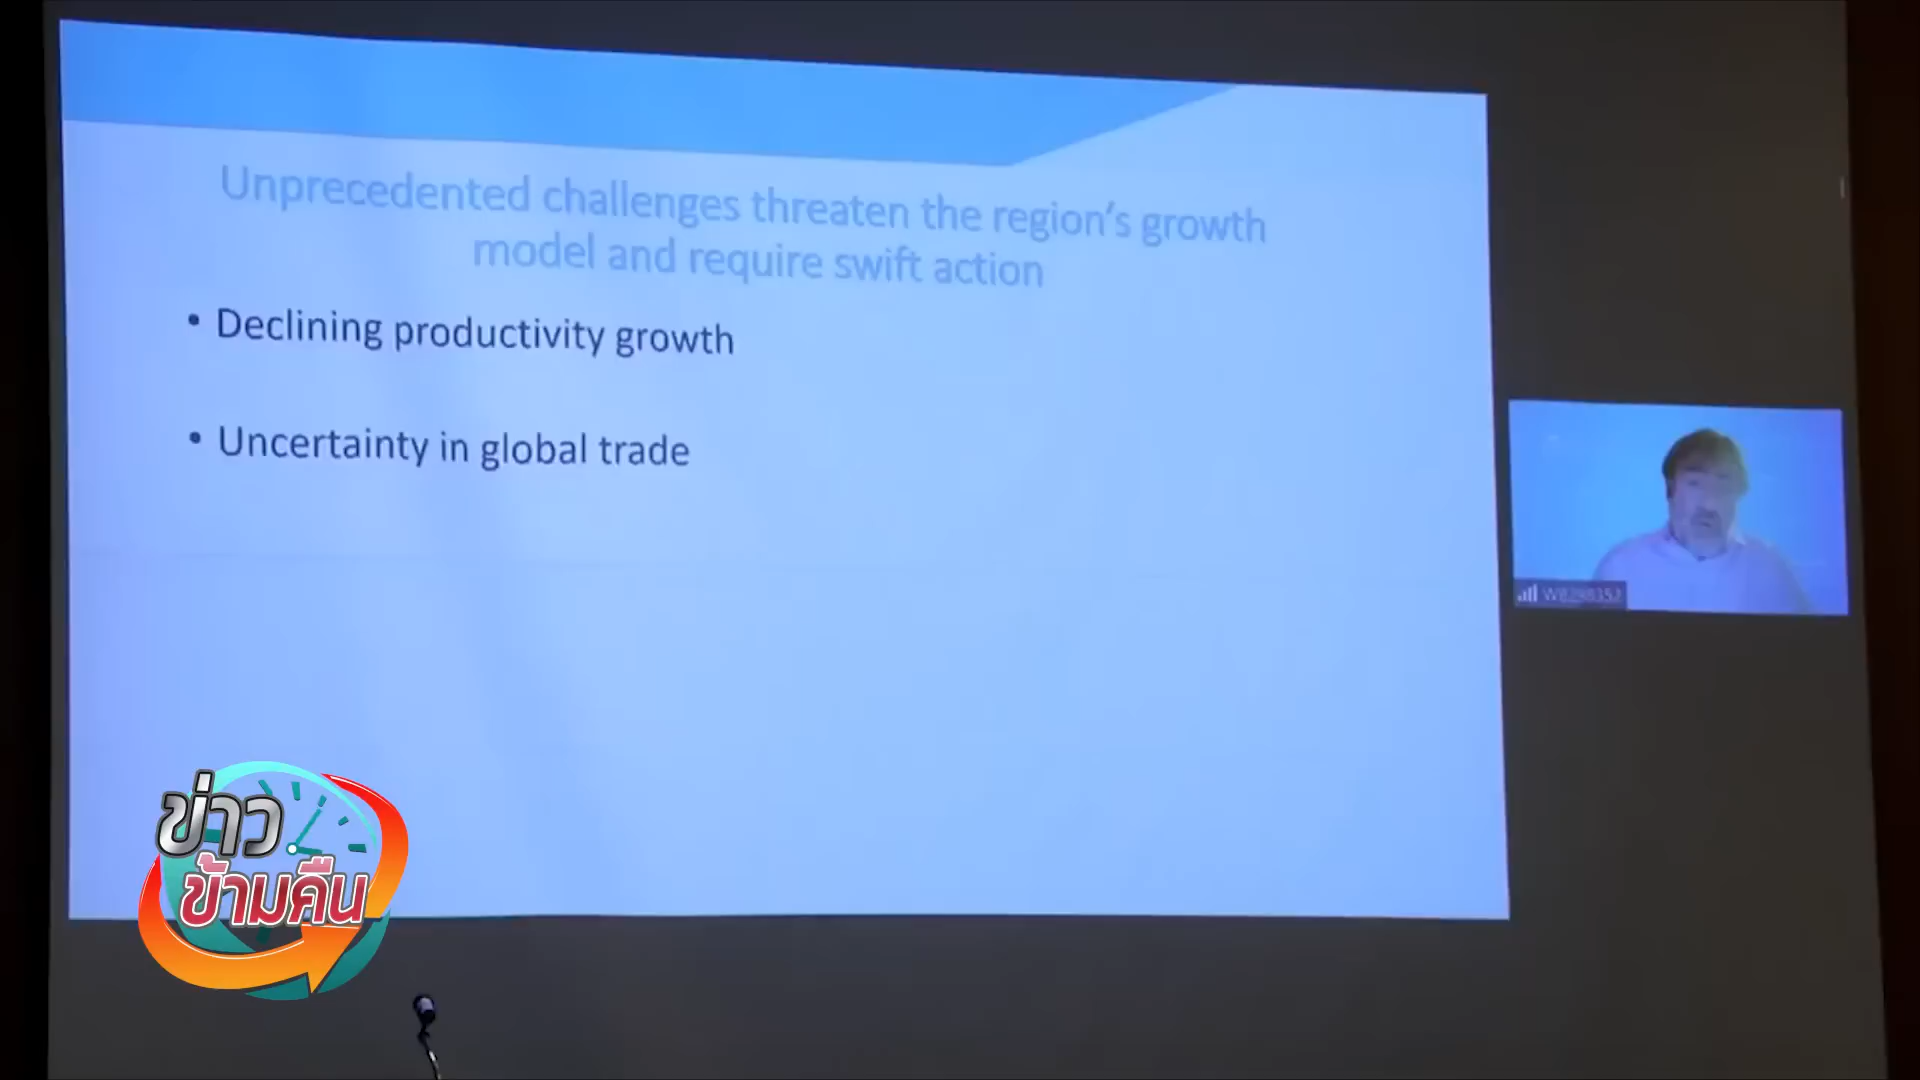 Unprecedented challenges threaten the region's growth
model and require swift action
• Declining productivity growth
• Uncertainty in global trade
ข่าว
ข้ามคืน